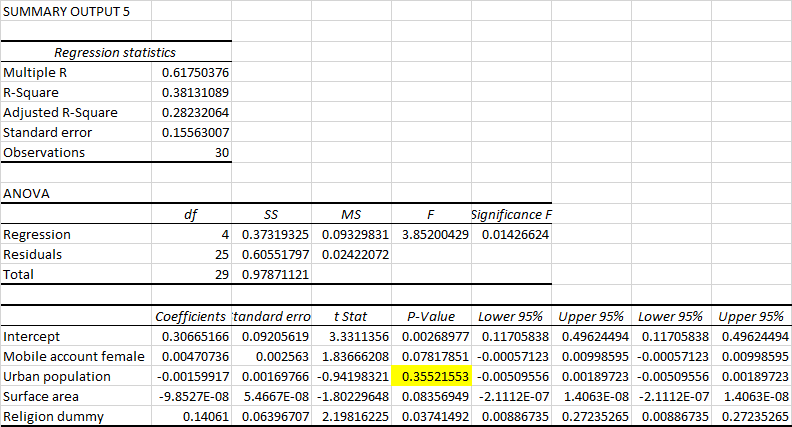 SUMMARY OUTPUT 5
Regression statistics
Multiple R 0.61750376
R-Square 0.38131089
Adjusted R-Square 0.28232064
Standard error 0.15563007
Observations 30
ANOVA
df SS MS F Significance F
Regression 4 0.37319325 0.09329831 3.85200429 0.01426624
Residuals 25 0.60551797 0.02422072
Total 29 0.97871121
Coefficients tandard erro t Stat P-Value Lower 95% Upper 95% Lower 95% Upper 95%
Intercept 0.30665166 0.09205619 3.3311356 0.00268977 0.11705838 0.49624494 0.11705838 0.49624494
Mobile account female 0.00470736 0.002563 1.83666208 0.07817851 -0.00057123 0.00998595 -0.00057123 0.00998595
Urban population -0.00159917 0.00169766 -0.94198321 0.35521553 -0.00509556 0.00189723 -0.00509556 0.00189723
Surface area -9.8527E-08 5.4667E-08 -1.80229648 0.08356949 -2.1112E-07 1.4063E-08 -2.1112E-07 1.4063E-08
Religion dummy 0.14061 0.06396707 2.19816225 0.03741492 0.00886735 0.27235265 0.00886735 0.27235265